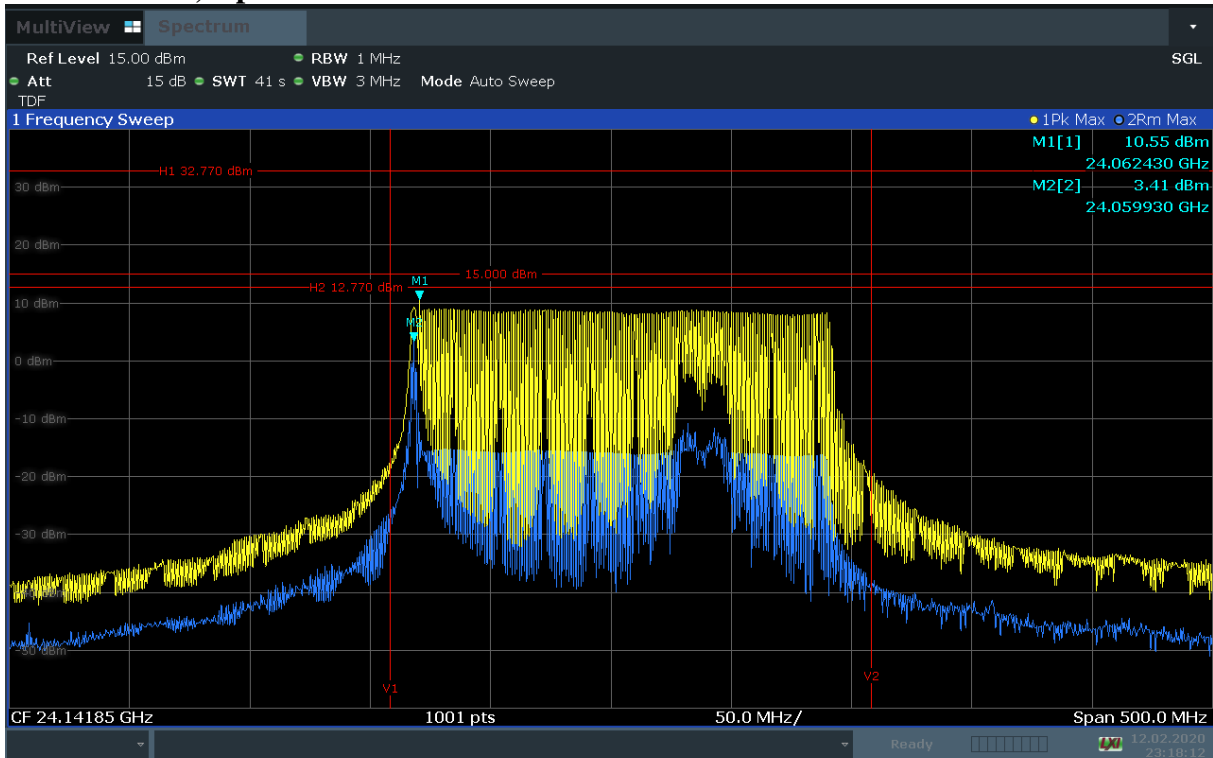 MultiView Spectrum
Ref Level 15.00 dBm RBW 1 MHz SGL
Att 15 dB SWT 41 s VBW 3 MHz Mode Auto Sweep
TDF
1 Frequency Sweep 1Pk Max 2Rm Max
M1[1] 10.55 dBm
24.062430 GHz
M2[2] 3.41 dBm
24.059930 GHz
H1 32.770 dBm
30 dBm
20 dBm
15.000 dBm
H2 12.770 dBm
M1
10 dBm
M2
0 dBm
-10 dBm
-20 dBm
-30 dBm
-50 dBm
V1
V2
CF 24.14185 GHz 1001 pts 50.0 MHz/ Span 500.0 MHz
Ready LXI 12.02.2020
23:18:12